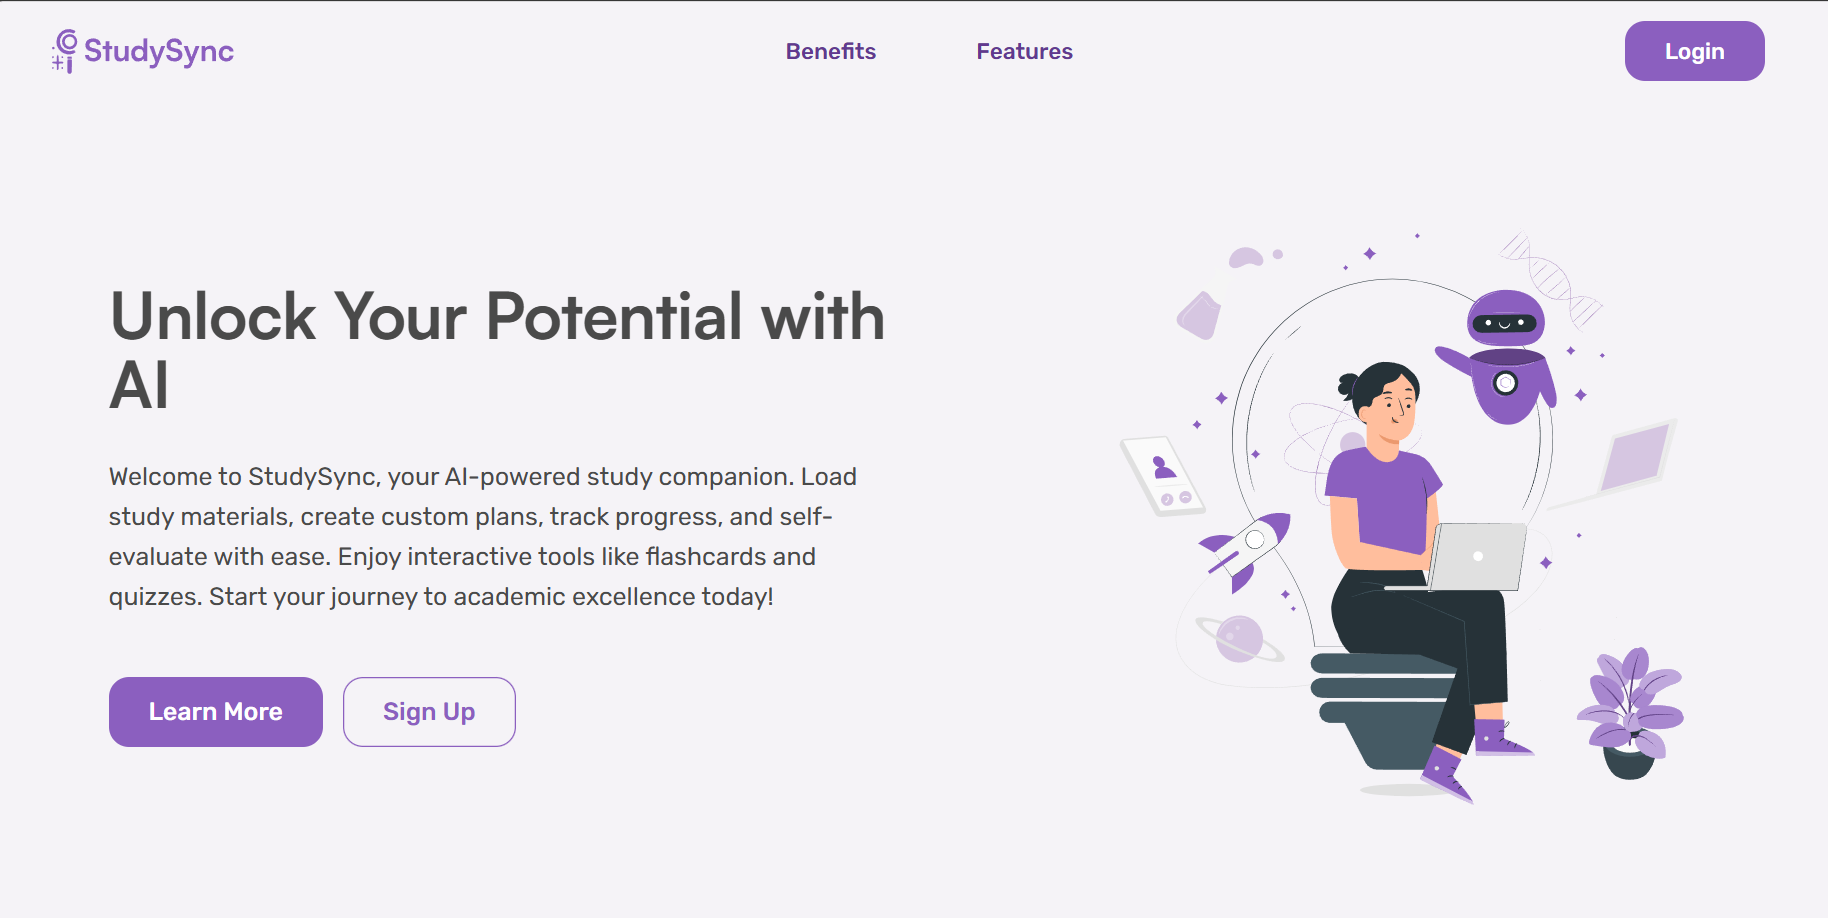 StudySync
Benefits
Features
Login
Unlock Your Potential with
AI
Welcome to StudySync, your AI-powered study companion. Load
study materials, create custom plans, track progress, and self-
evaluate with ease. Enjoy interactive tools like flashcards and
quizzes. Start your journey to academic excellence today!
Learn More
Sign Up